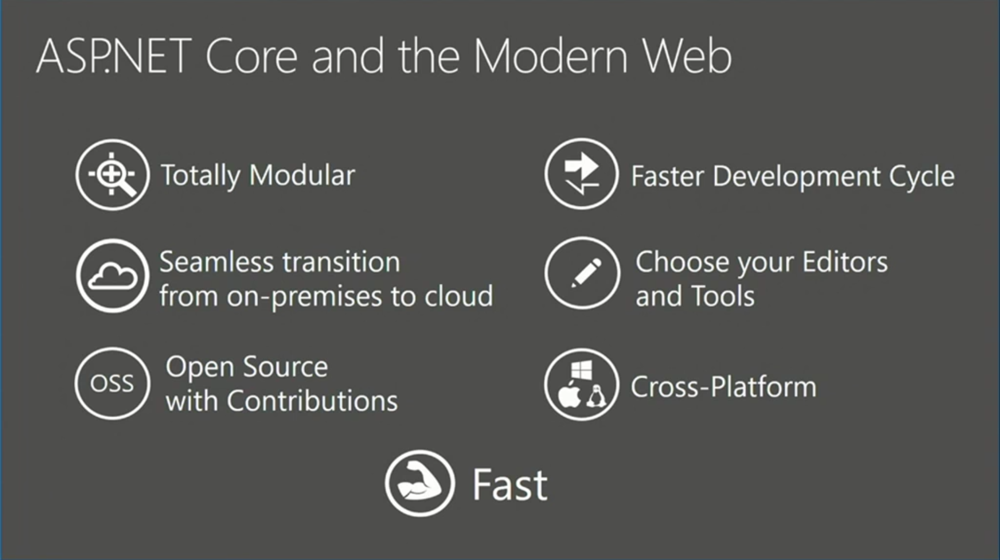 ASP.NET Core and the Modern Web
Totally Modular
Faster Development Cycle
Seamless transition
from on-premises to cloud
Choose your Editors
and Tools
OSS
Open Source
with Contributions
Cross-Platform
Fast